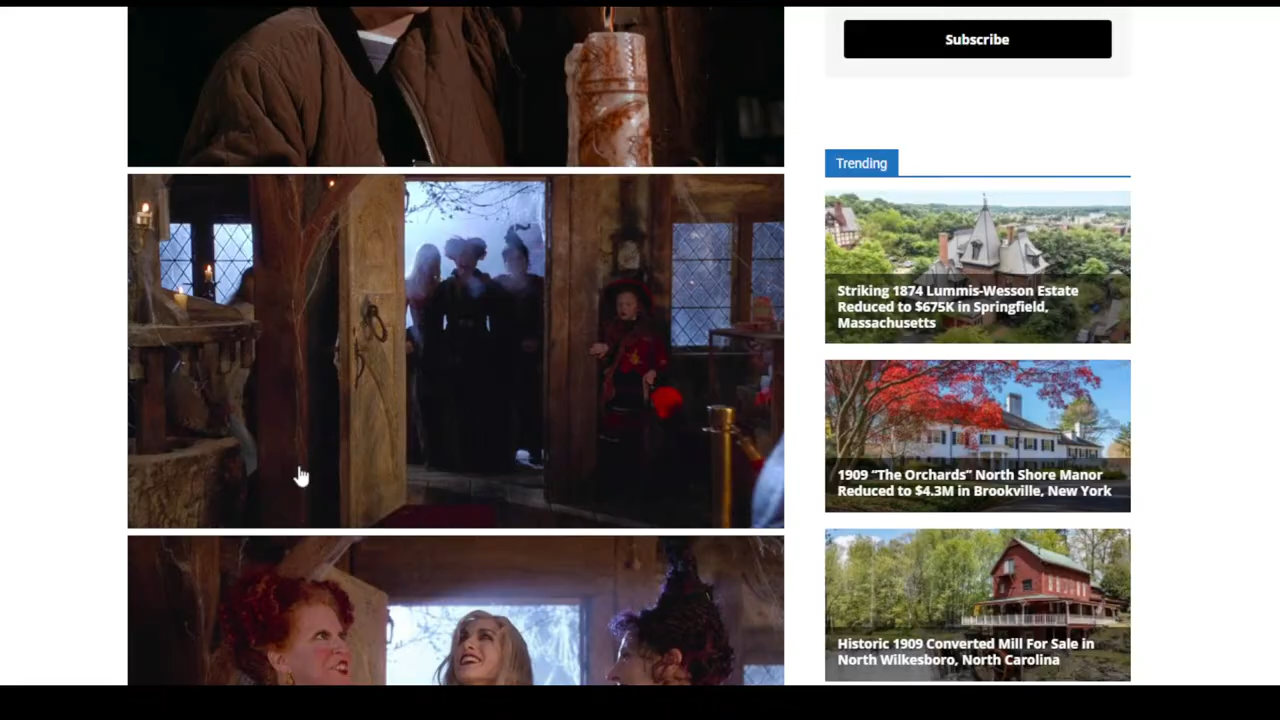 Subscribe
Trending
Striking 1874 Lummis-Wesson Estate
Reduced to $675K in Springfield,
Massachusetts
1909 “The Orchards” North Shore Manor
Reduced to $4.3M in Brookville, New York
Historic 1909 Converted Mill For Sale in
North Wilkesboro, North Carolina